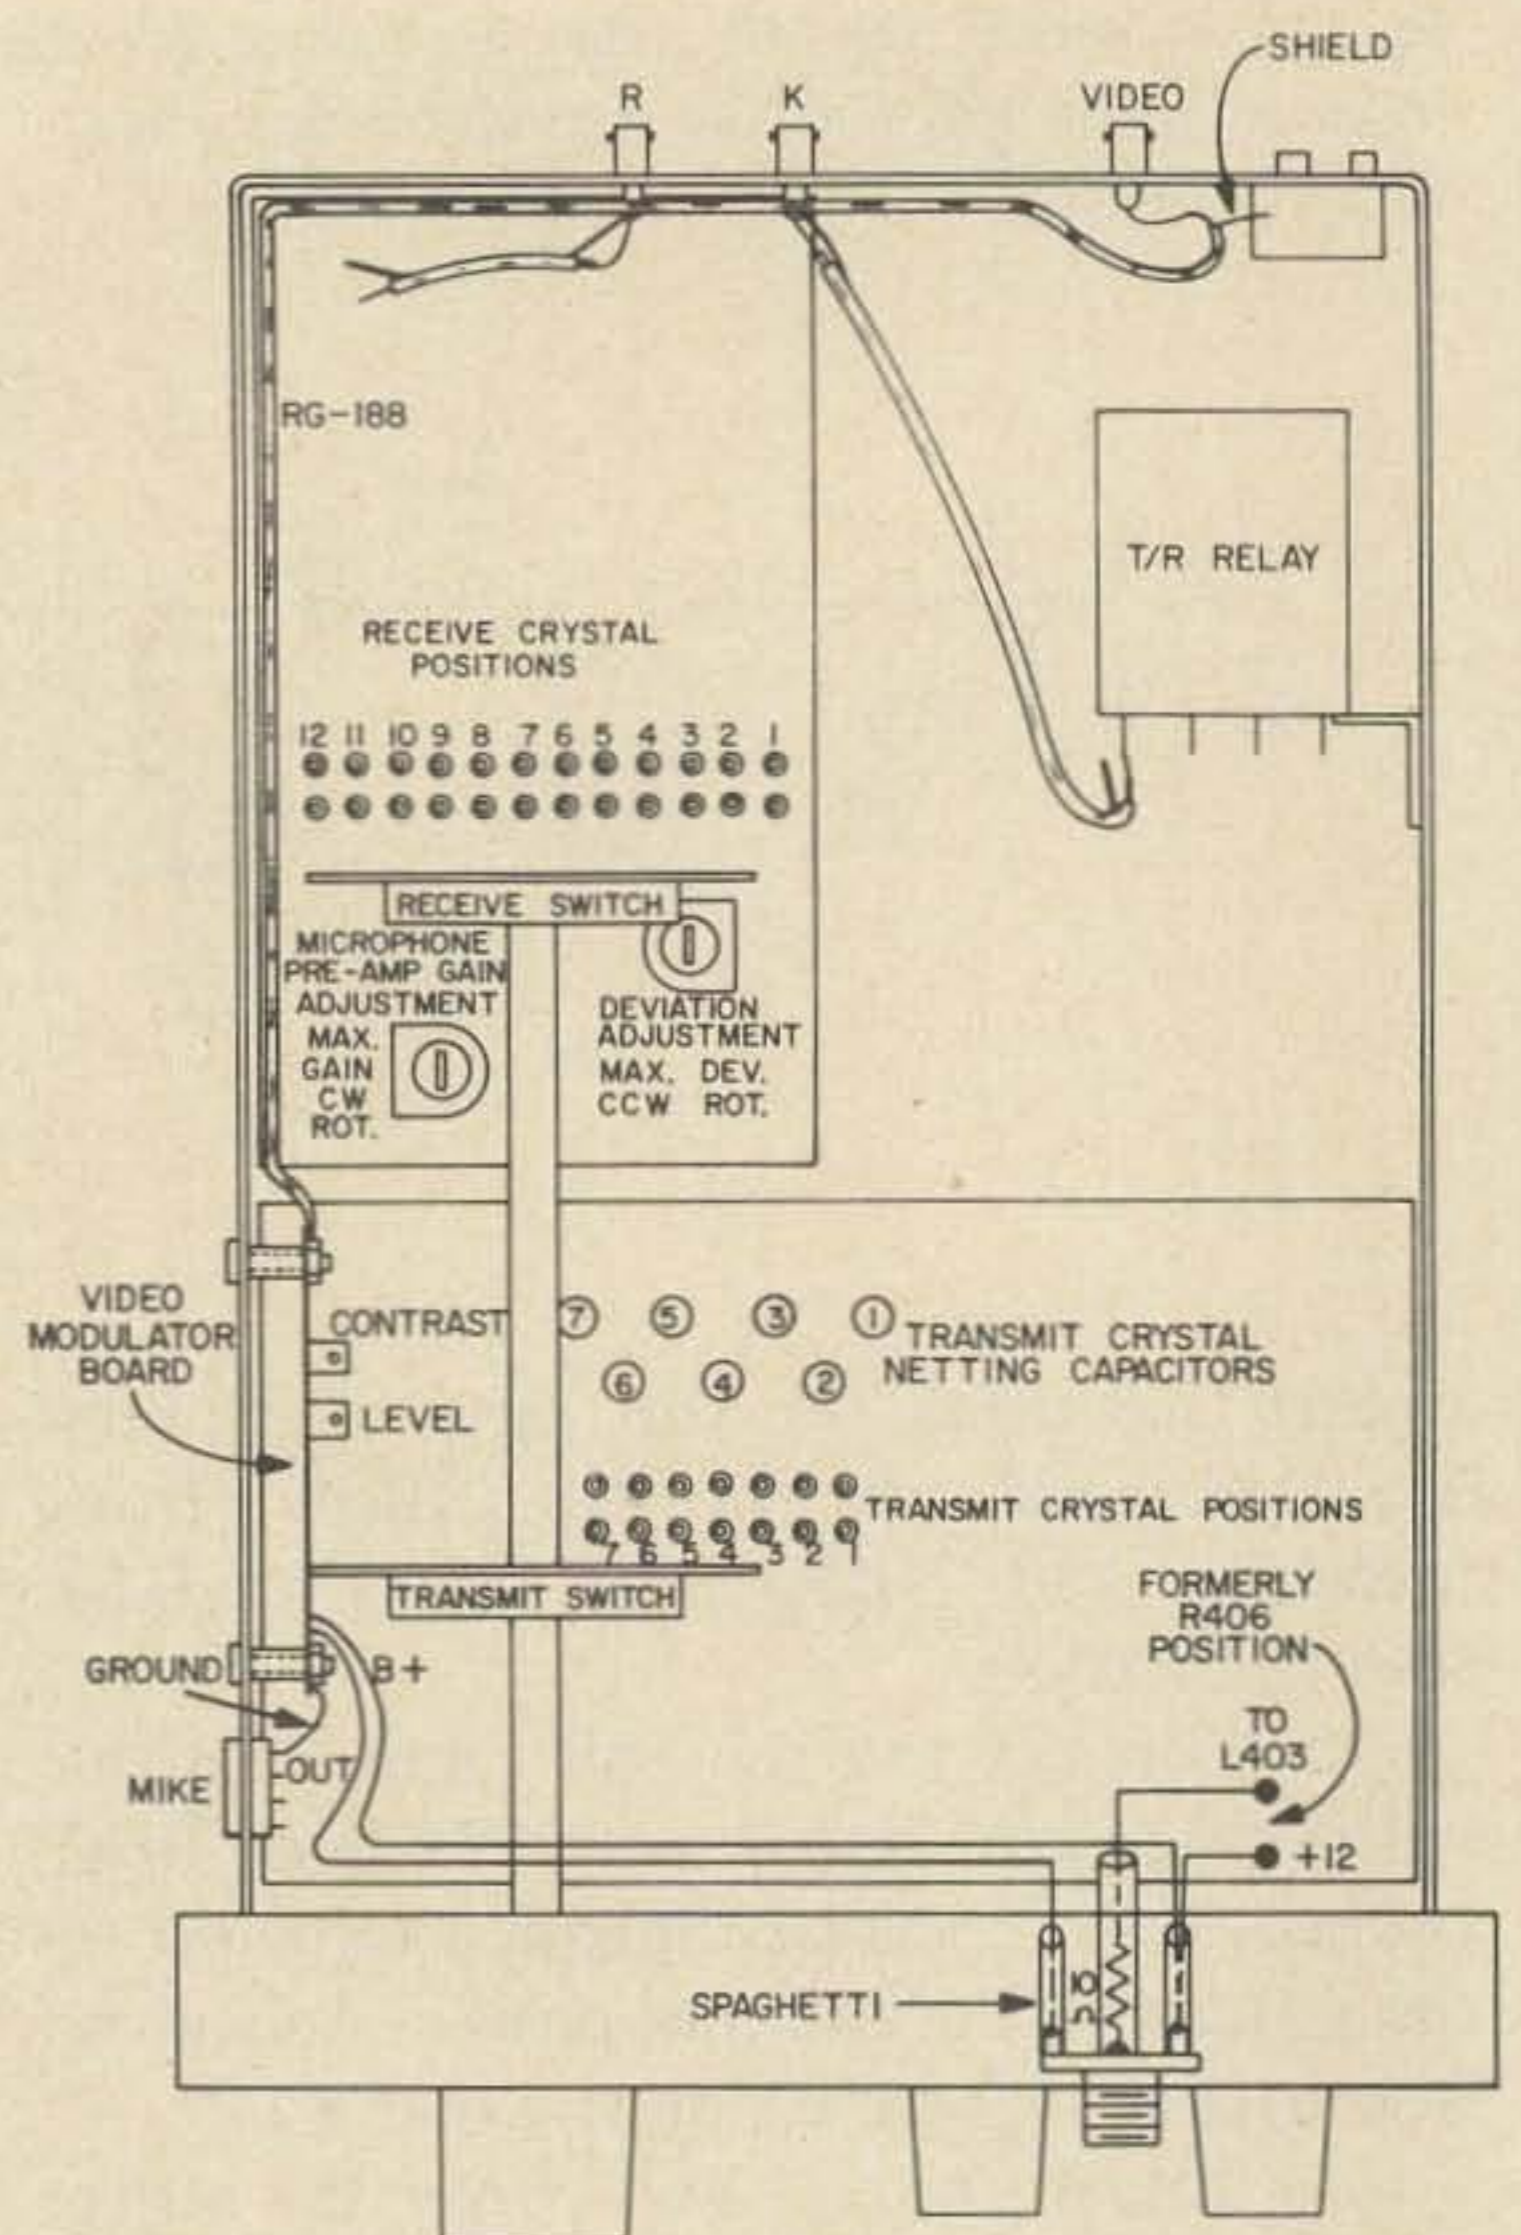 SHIELD
R K VIDEO
RG-188
T/R RELAY
RECEIVE CRYSTAL
POSITIONS
12 11 10 9 8 7 6 5 4 3 2 1
RECEIVE SWITCH
MICROPHONE
PRE-AMP GAIN
ADJUSTMENT
MAX.
GAIN
CW
ROT.
DEVIATION
ADJUSTMENT
MAX. DEV.
CCW ROT.
VIDEO
MODULATOR
BOARD
CONTRAST
LEVEL
7 5 3 1
6 4 2
TRANSMIT CRYSTAL
NETTING CAPACITORS
TRANSMIT CRYSTAL POSITIONS
7 6 5 4 3 2 1
TRANSMIT SWITCH
FORMERLY
R406
POSITION
GROUND
B+
TO
L403
MIKE
OUT
+12
SPAGHETTI
10